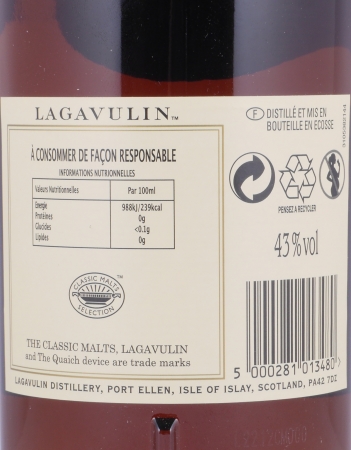 LAGAVULIN™
À CONSOMMER DE FAÇON RESPONSABLE
INFORMATIONS NUTRITIONNELLES
Valeurs Nutritionnelles Par 100ml
Energie 988kJ/239kcal
Protéines 0g
Glucides <0.1g
Lipides 0g
CLASSIC MALTS
SELECTION
™
THE CLASSIC MALTS, LAGAVULIN
and The Quaich device are trade marks
F DISTILLÉ ET MIS EN
BOUTEILLE EN ECOSSE
PENSEZ À RECYCLER
43%vol
5 000281 013480
LAGAVULIN DISTILLERY, PORT ELLEN, ISLE OF ISLAY, SCOTLAND, PA42 7DZ